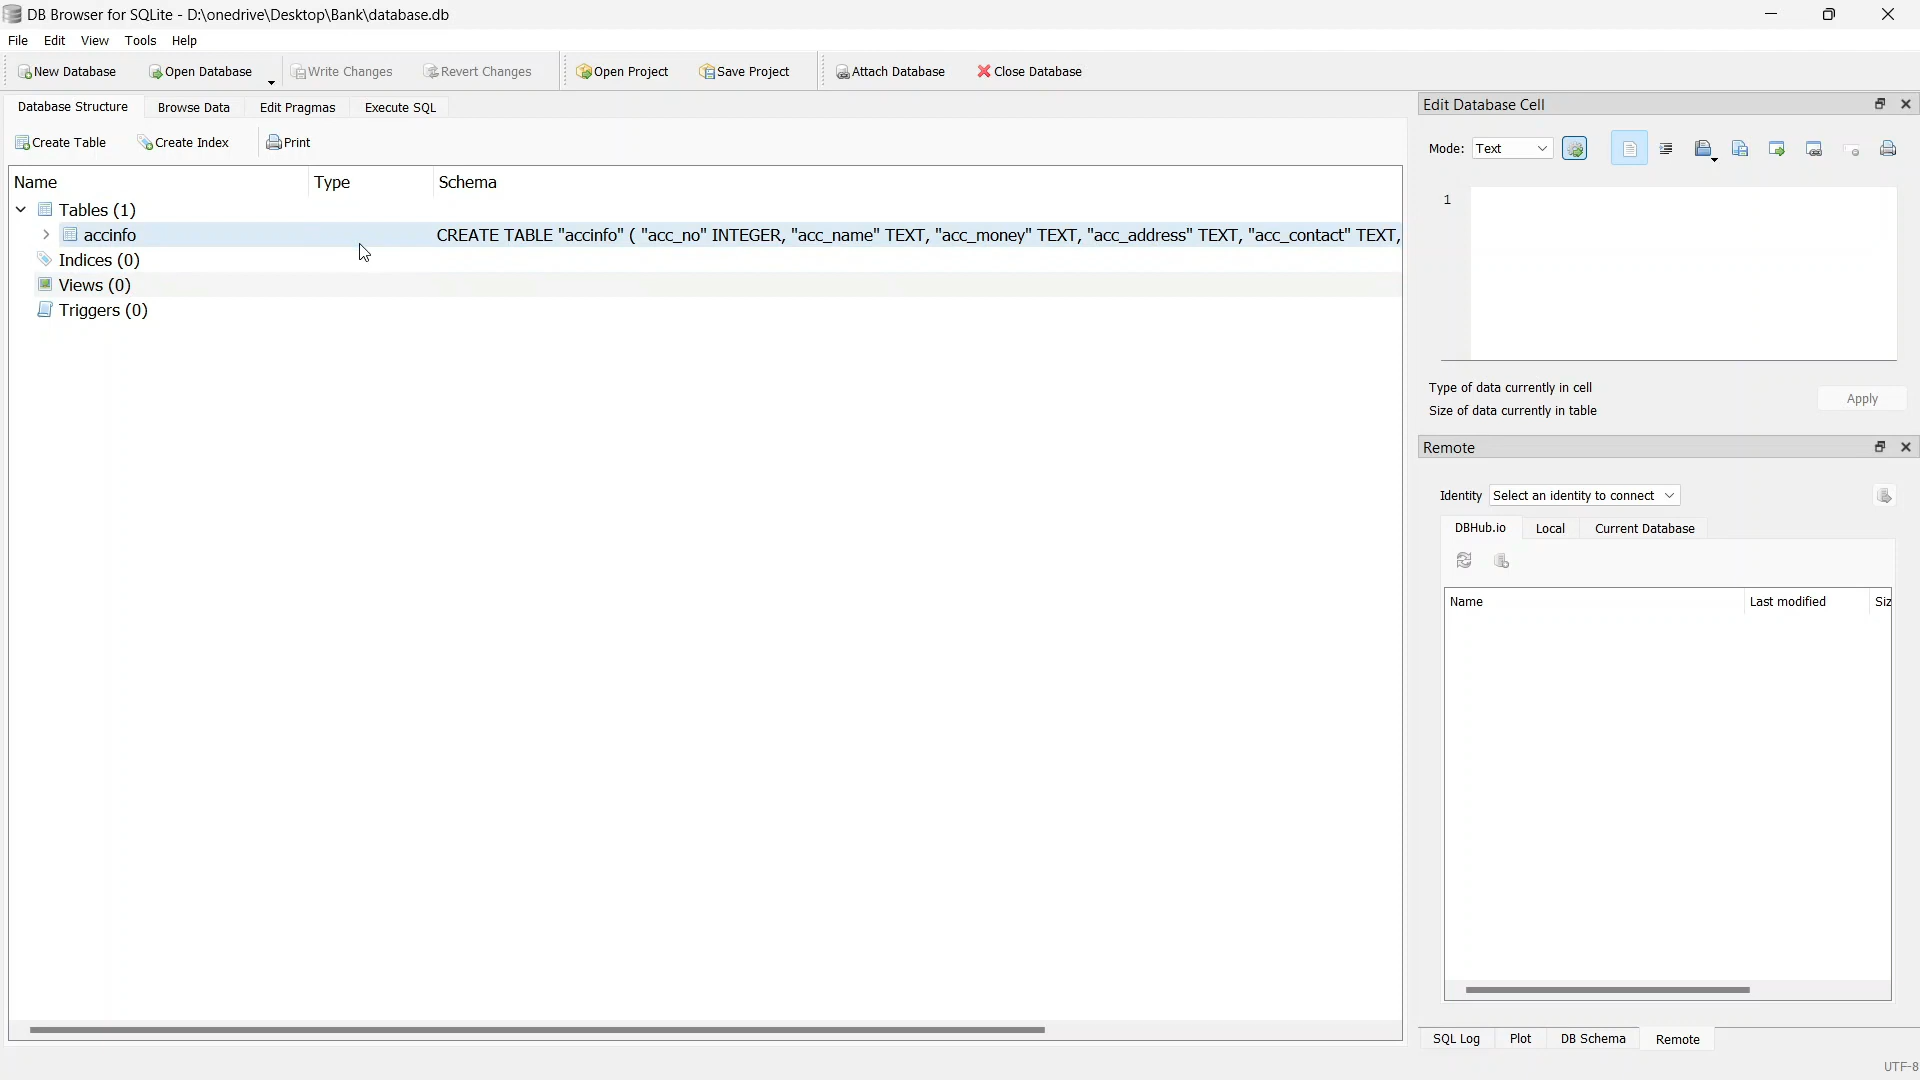 DB Browser for SQLite - D:\onedrive\Desktop\Bank\database.db
File Edit View Tools Help
New Database Open Database Write Changes Revert Changes Open Project Save Project Attach Database Close Database
Database Structure Browse Data Edit Pragmas Execute SQL
Create Table Create Index Print
Name Type Schema
Tables (1)
accinfo CREATE TABLE "accinfo" ( "acc_no" INTEGER, "acc_name" TEXT, "acc_money" TEXT, "acc_address" TEXT, "acc_contact" TEXT,
Indices (0)
Views (0)
Triggers (0)
Edit Database Cell
Mode: Text
1
Type of data currently in cell
Size of data currently in table
Apply
Remote
Identity Select an identity to connect
DBHub.io Local Current Database
Name Last modified Siz
SQL Log Plot DB Schema Remote
UTF-8